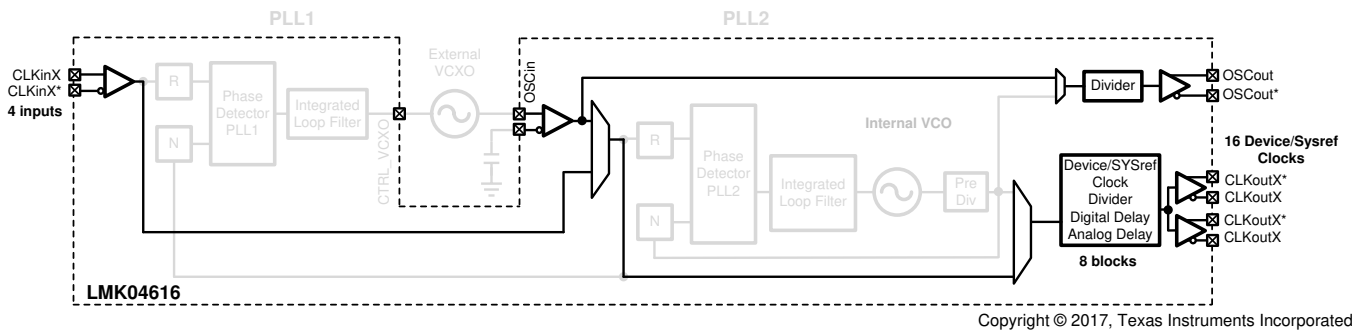 PLL1
PLL2
External
VCXO
OSCin
CLKinX
CLKinX*
4 inputs
R
N
Phase
Detector
PLL1
Integrated
Loop Filter
CTRL_VCXO
R
N
Phase
Detector
PLL2
Integrated
Loop Filter
Internal VCO
Pre
Div
Divider
OSCout
OSCout*
16 Device/Sysref
Clocks
Device/SYSref
Clock
Divider
Digital Delay
Analog Delay
8 blocks
CLKoutX*
CLKoutX
CLKoutX*
CLKoutX
LMK04616
Copyright © 2017, Texas Instruments Incorporated